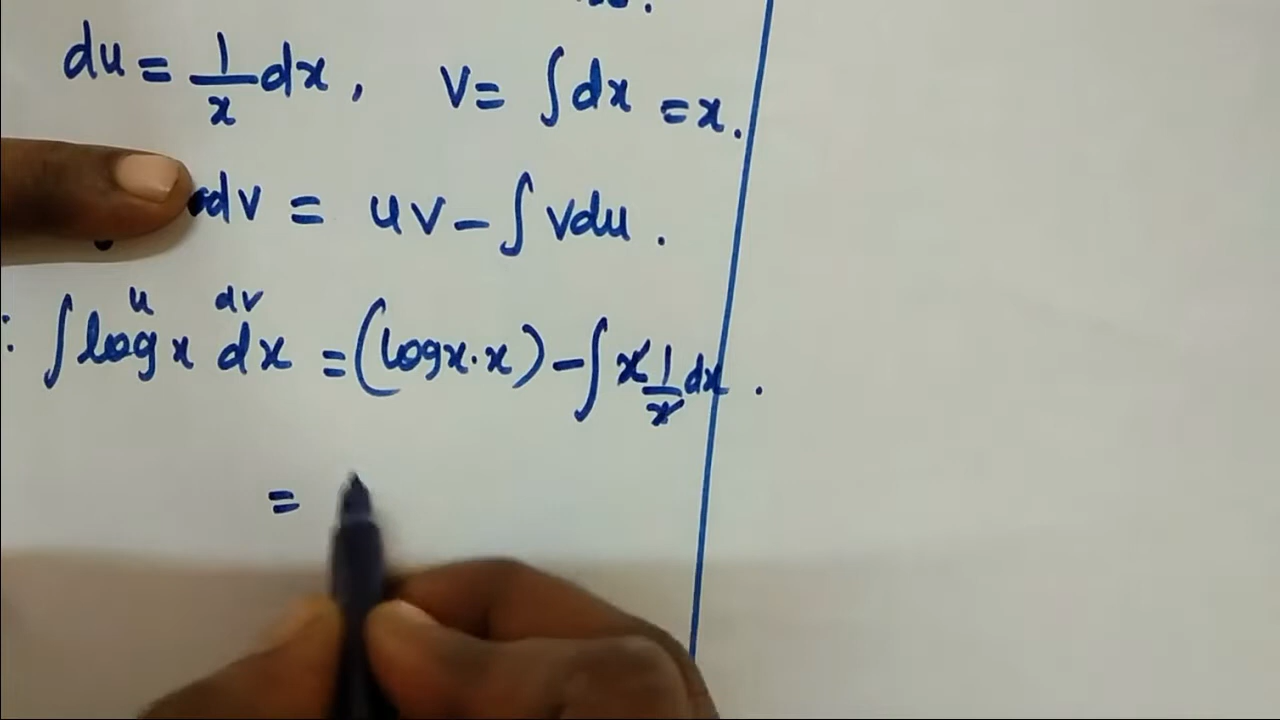 du = 1/x dx, v = ∫ dx = x.
dv = uv - ∫ vdu.
u dv
: ∫ log x dx = (log x · x) - ∫ x 1/x dx.
=